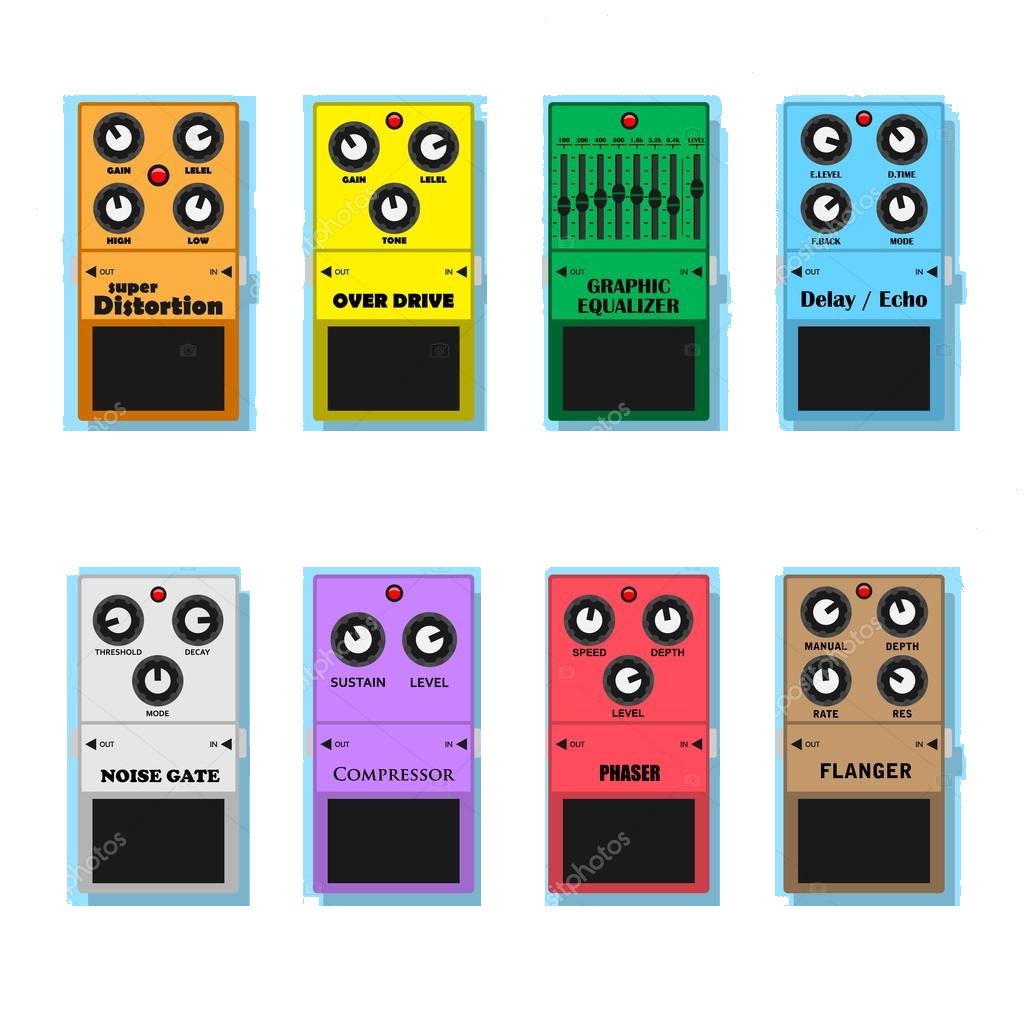 GAIN LELEL
HIGH LOW
OUT IN
super
Distortion
GAIN LELEL
TONE
OUT IN
OVER DRIVE
100 200 400 800 1.6k 3.2k 6.4k LEVEL
OUT IN
GRAPHIC
EQUALIZER
E.LEVEL D.TIME
F.BACK MODE
OUT IN
Delay / Echo
THRESHOLD DECAY
MODE
OUT IN
NOISE GATE
SUSTAIN LEVEL
OUT IN
COMPRESSOR
SPEED DEPTH
LEVEL
OUT IN
PHASER
MANUAL DEPTH
RATE RES
OUT IN
FLANGER